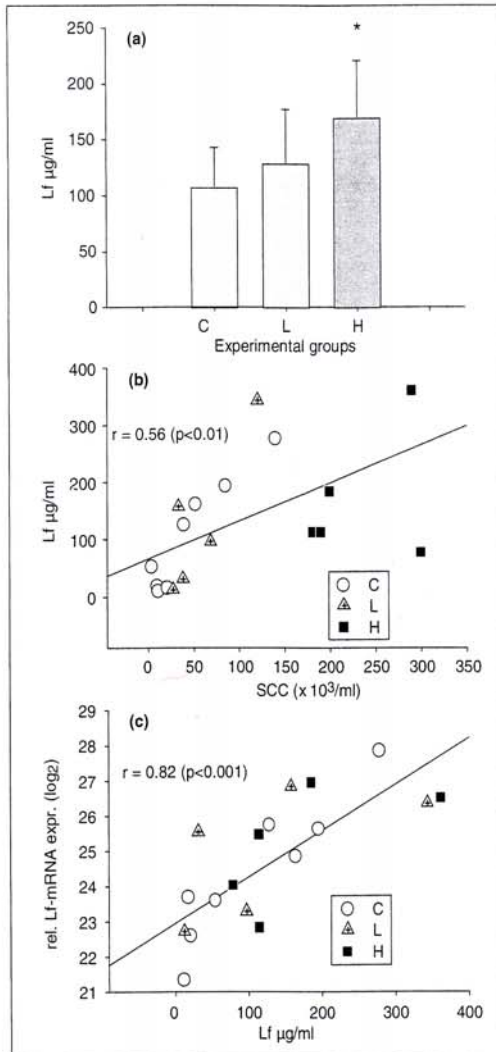 (a)
*
250
200
150
100
50
0
Lf µg/ml
C L H
Experimental groups
(b)
400
300
200
100
0
Lf µg/ml
r = 0.56 (p<0.01)
C
L
H
0 50 100 150 200 250 300 350
SCC (x 10³/ml)
(c)
29
28
27
26
25
24
23
22
21
rel. Lf-mRNA expr. (log2)
r = 0.82 (p<0.001)
C
L
H
0 100 200 300 400
Lf µg/ml